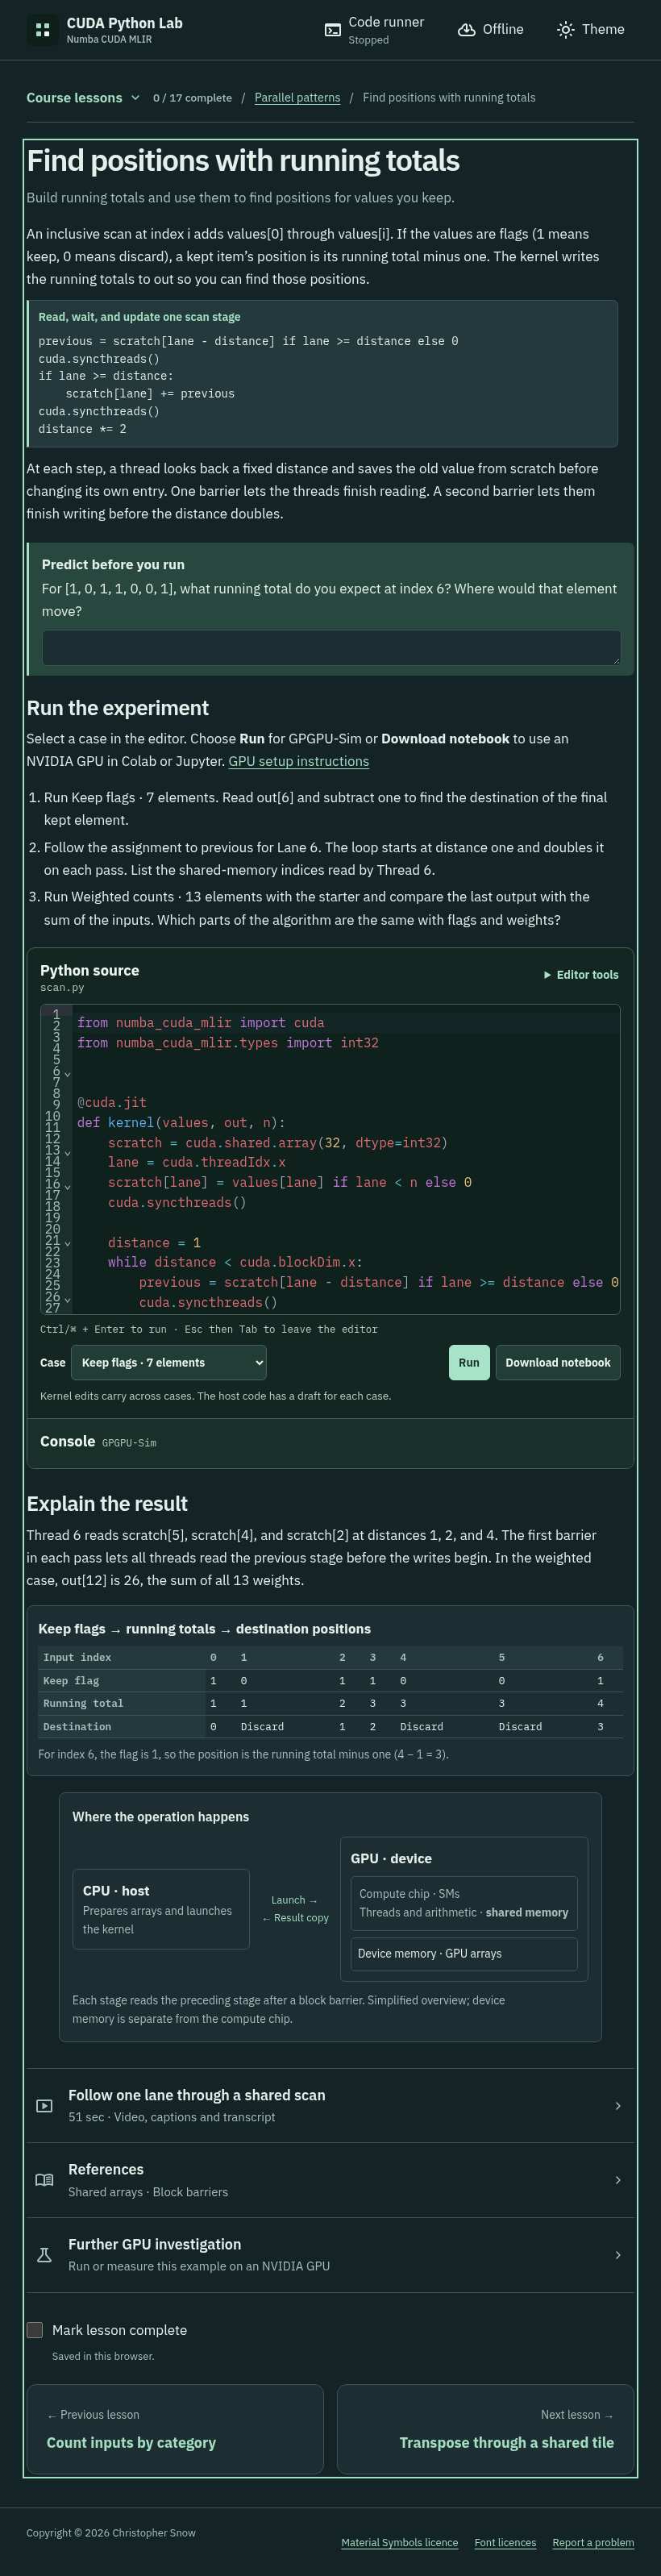 CUDA Python Lab
Numba CUDA MLIR
Code runner
Stopped
Offline
Theme
Course lessons 0 / 17 complete / Parallel patterns / Find positions with running totals
Find positions with running totals
Build running totals and use them to find positions for values you keep.
An inclusive scan at index i adds values[0] through values[i]. If the values are flags (1 means
keep, 0 means discard), a kept item’s position is its running total minus one. The kernel writes
the running totals to out so you can find those positions.
Read, wait, and update one scan stage
previous = scratch[lane - distance] if lane >= distance else 0
cuda.syncthreads()
if lane >= distance:
    scratch[lane] += previous
cuda.syncthreads()
distance *= 2
At each step, a thread looks back a fixed distance and saves the old value from scratch before
changing its own entry. One barrier lets the threads finish reading. A second barrier lets them
finish writing before the distance doubles.
Predict before you run
For [1, 0, 1, 1, 0, 0, 1], what running total do you expect at index 6? Where would that element
move?
Run the experiment
Select a case in the editor. Choose Run for GPGPU-Sim or Download notebook to use an
NVIDIA GPU in Colab or Jupyter. GPU setup instructions
1. Run Keep flags · 7 elements. Read out[6] and subtract one to find the destination of the final
kept element.
2. Follow the assignment to previous for Lane 6. The loop starts at distance one and doubles it
on each pass. List the shared-memory indices read by Thread 6.
3. Run Weighted counts · 13 elements with the starter and compare the last output with the
sum of the inputs. Which parts of the algorithm are the same with flags and weights?
Python source
scan.py
▶ Editor tools
1
2
3
4
5
6
7
8
9
10
11
12
13
14
15
16
17
18
19
20
21
22
23
24
25
26
27
from numba_cuda_mlir import cuda
from numba_cuda_mlir.types import int32
@cuda.jit
def kernel(values, out, n):
    scratch = cuda.shared.array(32, dtype=int32)
    lane = cuda.threadIdx.x
    scratch[lane] = values[lane] if lane < n else 0
    cuda.syncthreads()
    distance = 1
    while distance < cuda.blockDim.x:
        previous = scratch[lane - distance] if lane >= distance else 0
        cuda.syncthreads()
Ctrl/⌘ + Enter to run · Esc then Tab to leave the editor
Case Keep flags · 7 elements Run Download notebook
Kernel edits carry across cases. The host code has a draft for each case.
Console GPGPU-Sim
Explain the result
Thread 6 reads scratch[5], scratch[4], and scratch[2] at distances 1, 2, and 4. The first barrier
in each pass lets all threads read the previous stage before the writes begin. In the weighted
case, out[12] is 26, the sum of all 13 weights.
Keep flags → running totals → destination positions
Input index 0 1 2 3 4 5 6
Keep flag 1 0 1 1 0 0 1
Running total 1 1 2 3 3 3 4
Destination 0 Discard 1 2 Discard Discard 3
For index 6, the flag is 1, so the position is the running total minus one (4 − 1 = 3).
Where the operation happens
CPU · host
Prepares arrays and launches
the kernel
Launch →
← Result copy
GPU · device
Compute chip · SMs
Threads and arithmetic · shared memory
Device memory · GPU arrays
Each stage reads the preceding stage after a block barrier. Simplified overview; device
memory is separate from the compute chip.
Follow one lane through a shared scan
51 sec · Video, captions and transcript
References
Shared arrays · Block barriers
Further GPU investigation
Run or measure this example on an NVIDIA GPU
Mark lesson complete
Saved in this browser.
← Previous lesson
Count inputs by category
Next lesson →
Transpose through a shared tile
Copyright © 2026 Christopher Snow
Material Symbols licence Font licences Report a problem